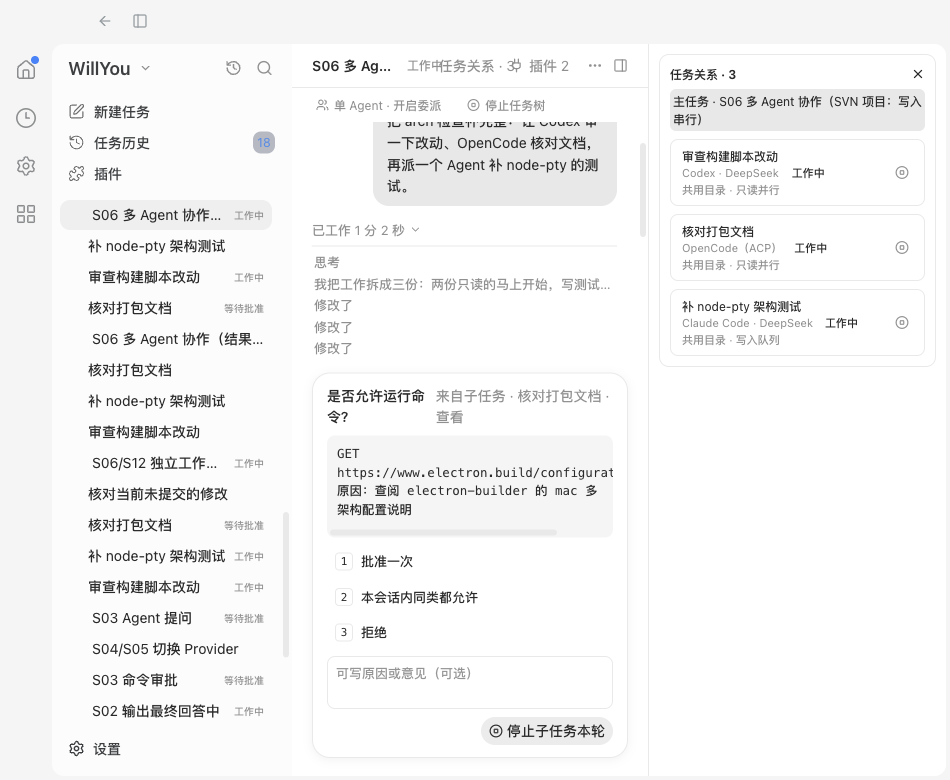 WillYou
新建任务
任务历史
18
插件
S06 多 Agent 协作... 工作中
补 node-pty 架构测试
审查构建脚本改动 工作中
核对打包文档 等待批准
S06 多 Agent 协作（结果...
核对打包文档
补 node-pty 架构测试
审查构建脚本改动
S06/S12 独立工作... 工作中
核对当前未提交的修改
核对打包文档 等待批准
补 node-pty 架构测试 工作中
审查构建脚本改动 工作中
S03 Agent 提问 等待批准
S04/S05 切换 Provider
S03 命令审批 等待批准
S02 输出最终回答中 工作中
设置
S06 多 Ag... 工作中 任务关系 · 3 插件 2
单 Agent · 开启委派 停止任务树
把 arch 检查补完整：让 Codex 审
一下改动、OpenCode 核对文档，
再派一个 Agent 补 node-pty 的测
试。
已工作 1 分 2 秒
思考
我把工作拆成三份：两份只读的马上开始，写测试...
修改了
修改了
修改了
是否允许运行命
令？
来自子任务 · 核对打包文档 ·
查看
GET
https://www.electron.build/configurat
原因：查阅 electron-builder 的 mac 多
架构配置说明
1 批准一次
2 本会话内同类都允许
3 拒绝
可写原因或意见（可选）
停止子任务本轮
任务关系 · 3
主任务 · S06 多 Agent 协作（SVN 项目：写入
串行）
审查构建脚本改动
Codex · DeepSeek 工作中
共用目录 · 只读并行
核对打包文档
OpenCode（ACP） 工作中
共用目录 · 只读并行
补 node-pty 架构测试
Claude Code · DeepSeek 工作中
共用目录 · 写入队列